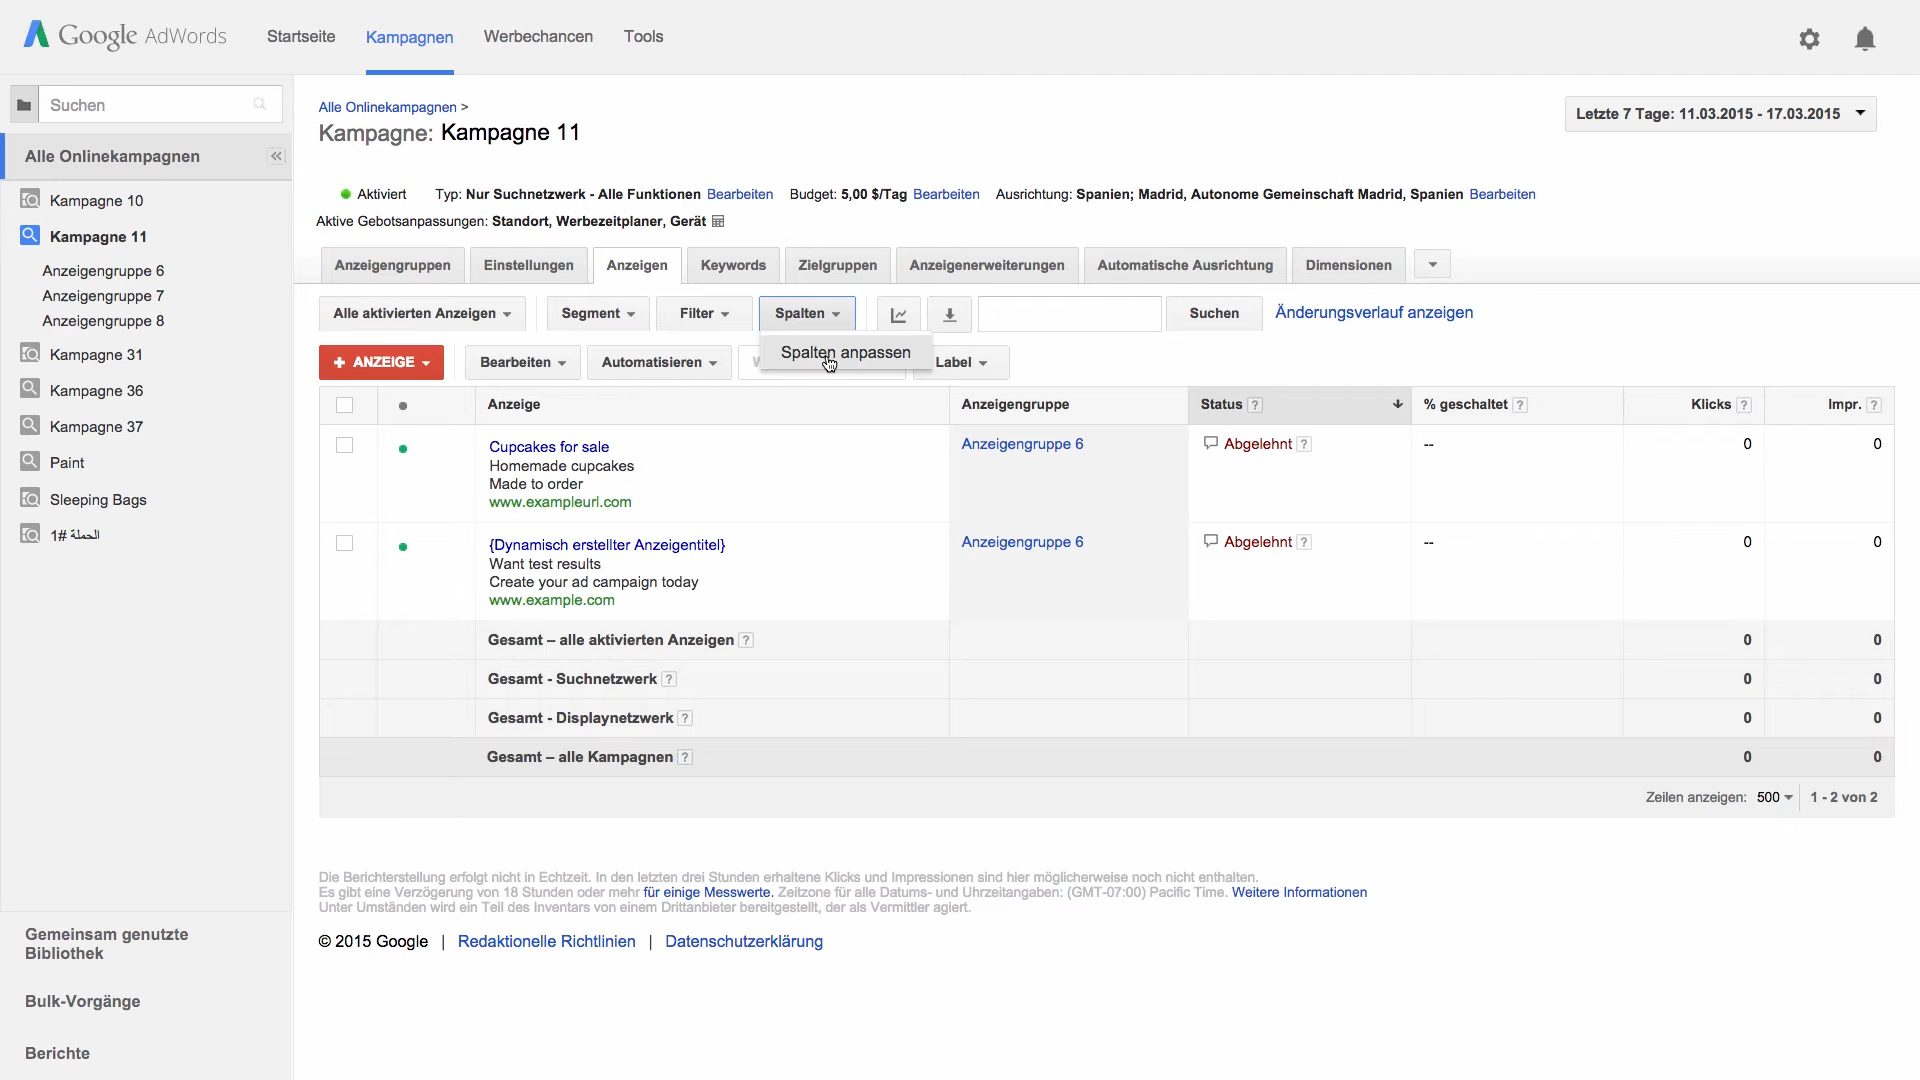 Google AdWords Startseite Kampagnen Werbechancen Tools
Suchen
Alle Onlinekampagnen
Kampagne 10
Kampagne 11
Anzeigengruppe 6
Anzeigengruppe 7
Anzeigengruppe 8
Kampagne 31
Kampagne 36
Kampagne 37
Paint
Sleeping Bags
الحملة #1
Gemeinsam genutzte
Bibliothek
Bulk-Vorgänge
Berichte
Alle Onlinekampagnen >
Kampagne: Kampagne 11
Letzte 7 Tage: 11.03.2015 - 17.03.2015
Aktiviert Typ: Nur Suchnetzwerk - Alle Funktionen Bearbeiten Budget: 5,00 $/Tag Bearbeiten Ausrichtung: Spanien; Madrid, Autonome Gemeinschaft Madrid, Spanien Bearbeiten
Aktive Gebotsanpassungen: Standort, Werbezeitplaner, Gerät
Anzeigengruppen Einstellungen Anzeigen Keywords Zielgruppen Anzeigenerweiterungen Automatische Ausrichtung Dimensionen
Alle aktivierten Anzeigen Segment Filter Spalten Suchen Änderungsverlauf anzeigen
Spalten anpassen
+ ANZEIGE Bearbeiten Automatisieren Label
Anzeige Anzeigengruppe Status ? % geschaltet ? Klicks ? Impr. ?
Cupcakes for sale Anzeigengruppe 6 Abgelehnt ? -- 0 0
Homemade cupcakes
Made to order
www.exampleurl.com
{Dynamisch erstellter Anzeigentitel} Anzeigengruppe 6 Abgelehnt ? -- 0 0
Want test results
Create your ad campaign today
www.example.com
Gesamt – alle aktivierten Anzeigen ? 0 0
Gesamt - Suchnetzwerk ? 0 0
Gesamt - Displaynetzwerk ? 0 0
Gesamt – alle Kampagnen ? 0 0
Zeilen anzeigen: 500 1 - 2 von 2
Die Berichterstellung erfolgt nicht in Echtzeit. In den letzten drei Stunden erhaltene Klicks und Impressionen sind hier möglicherweise noch nicht enthalten.
Es gibt eine Verzögerung von 18 Stunden oder mehr für einige Messwerte. Zeitzone für alle Datums- und Uhrzeitangaben: (GMT-07:00) Pacific Time. Weitere Informationen
Unter Umständen wird ein Teil des Inventars von einem Drittanbieter bereitgestellt, der als Vermittler agiert.
© 2015 Google | Redaktionelle Richtlinien | Datenschutzerklärung